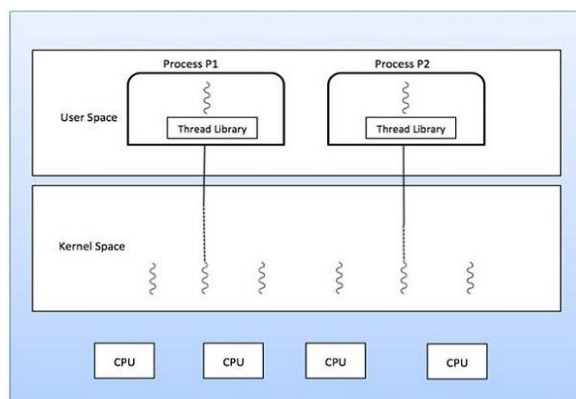 Process P1
Process P2
User Space
Thread Library
Thread Library
Kernel Space
CPU
CPU
CPU
CPU